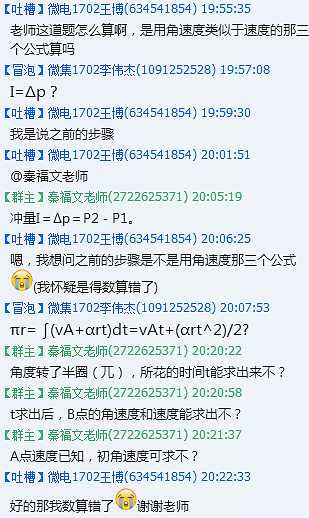 【吐槽】微电1702王博(634541854) 19:55:35
老师这道题怎么算啊，是用角速度类似于速度的那三
个公式算吗
【冒泡】微集1702李伟杰(1091252528) 19:57:08
I=Δp ?
【吐槽】微电1702王博(634541854) 19:59:30
我是说之前的步骤
【吐槽】微电1702王博(634541854) 20:01:51
@秦福文老师
【群主】秦福文老师(2722625371) 20:05:19
冲量I＝Δp＝P2－P1。
【吐槽】微电1702王博(634541854) 20:06:25
嗯，我想问之前的步骤是不是用角速度那三个公式
(我怀疑是得数算错了)
【冒泡】微集1702李伟杰(1091252528) 20:07:53
πr= ∫(vA+αrt)dt=vAt+(αrt^2)/2?
【群主】秦福文老师(2722625371) 20:20:22
角度转了半圈（兀），所花的时间t能求出来不？
【群主】秦福文老师(2722625371) 20:20:58
t求出后，B点的角速度和速度能求出不？
【群主】秦福文老师(2722625371) 20:21:37
A点速度已知，初角速度可求不？
【吐槽】微电1702王博(634541854) 20:22:33
好的那我数算错了谢谢老师